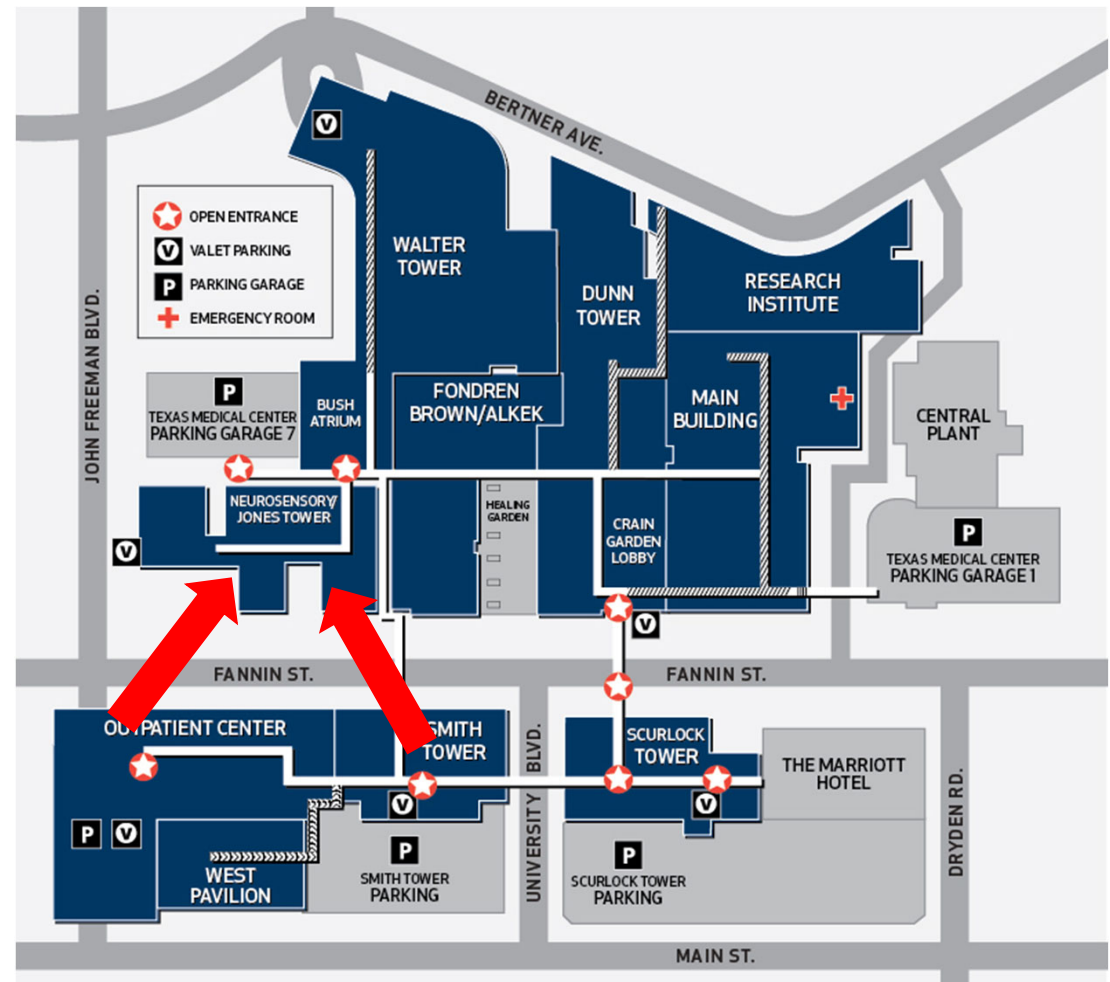 BERTNER AVE.
V
OPEN ENTRANCE
V VALET PARKING
P PARKING GARAGE
EMERGENCY ROOM
JOHN FREEMAN BLVD.
WALTER
TOWER
DUNN
TOWER
RESEARCH
INSTITUTE
P
TEXAS MEDICAL CENTER
PARKING GARAGE 7
BUSH
ATRIUM
FONDREN
BROWN/ALKEK
MAIN
BUILDING
CENTRAL
PLANT
NEUROSENSORY/
JONES TOWER
HEALING
GARDEN
CRAIN
GARDEN
LOBBY
V
P
TEXAS MEDICAL CENTER
PARKING GARAGE 1
V
FANNIN ST.
FANNIN ST.
OUTPATIENT CENTER
SMITH
TOWER
UNIVERSITY BLVD.
SCURLOCK
TOWER
THE MARRIOTT
HOTEL
DRYDEN RD.
V
V
P V
P
SMITH TOWER
PARKING
P
SCURLOCK TOWER
PARKING
WEST
PAVILION
MAIN ST.